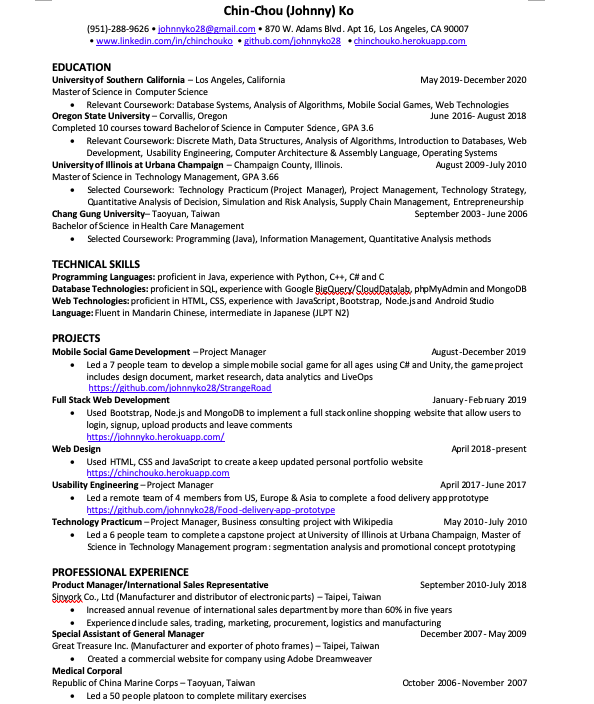 Chin-Chou (Johnny) Ko
(951)-288-9626 • johnnyko28@gmail.com • 870 W. Adams Blvd. Apt 16, Los Angeles, CA 90007
• www.linkedin.com/in/chinchouko • github.com/johnnyko28 • chinchouko.herokuapp.com
EDUCATION
University of Southern California – Los Angeles, California May 2019-December 2020
Master of Science in Computer Science
• Relevant Coursework: Database Systems, Analysis of Algorithms, Mobile Social Games, Web Technologies
Oregon State University – Corvallis, Oregon June 2016- August 2018
Completed 10 courses toward Bachelor of Science in Computer Science, GPA 3.6
• Relevant Coursework: Discrete Math, Data Structures, Analysis of Algorithms, Introduction to Databases, Web
Development, Usability Engineering, Computer Architecture & Assembly Language, Operating Systems
University of Illinois at Urbana Champaign – Champaign County, Illinois. August 2009-July 2010
Master of Science in Technology Management, GPA 3.66
• Selected Coursework: Technology Practicum (Project Manager), Project Management, Technology Strategy,
Quantitative Analysis of Decision, Simulation and Risk Analysis, Supply Chain Management, Entrepreneurship
Chang Gung University– Taoyuan, Taiwan September 2003 - June 2006
Bachelor of Science in Health Care Management
• Selected Coursework: Programming (Java), Information Management, Quantitative Analysis methods
TECHNICAL SKILLS
Programming Languages: proficient in Java, experience with Python, C++, C# and C
Database Technologies: proficient in SQL, experience with Google BigQuery/CloudDatalab, phpMyAdmin and MongoDB
Web Technologies: proficient in HTML, CSS, experience with JavaScript, Bootstrap, Node.js and Android Studio
Language: Fluent in Mandarin Chinese, intermediate in Japanese (JLPT N2)
PROJECTS
Mobile Social Game Development – Project Manager August-December 2019
• Led a 7 people team to develop a simple mobile social game for all ages using C# and Unity, the game project
includes design document, market research, data analytics and LiveOps
https://github.com/johnnyko28/StrangeRoad
Full Stack Web Development January - February 2019
• Used Bootstrap, Node.js and MongoDB to implement a full stack online shopping website that allow users to
login, signup, upload products and leave comments
https://johnnyko.herokuapp.com/
Web Design April 2018 - present
• Used HTML, CSS and JavaScript to create a keep updated personal portfolio website
https://chinchouko.herokuapp.com
Usability Engineering – Project Manager April 2017 - June 2017
• Led a remote team of 4 members from US, Europe & Asia to complete a food delivery app prototype
https://github.com/johnnyko28/Food-delivery-app-prototype
Technology Practicum – Project Manager, Business consulting project with Wikipedia May 2010 - July 2010
• Led a 6 people team to complete a capstone project at University of Illinois at Urbana Champaign, Master of
Science in Technology Management program: segmentation analysis and promotional concept prototyping
PROFESSIONAL EXPERIENCE
Product Manager/International Sales Representative September 2010-July 2018
Sinyork Co., Ltd (Manufacturer and distributor of electronic parts) – Taipei, Taiwan
• Increased annual revenue of international sales department by more than 60% in five years
• Experienced include sales, trading, marketing, procurement, logistics and manufacturing
Special Assistant of General Manager December 2007 - May 2009
Great Treasure Inc. (Manufacturer and exporter of photo frames) – Taipei, Taiwan
• Created a commercial website for company using Adobe Dreamweaver
Medical Corporal
Republic of China Marine Corps – Taoyuan, Taiwan October 2006 - November 2007
• Led a 50 people platoon to complete military exercises